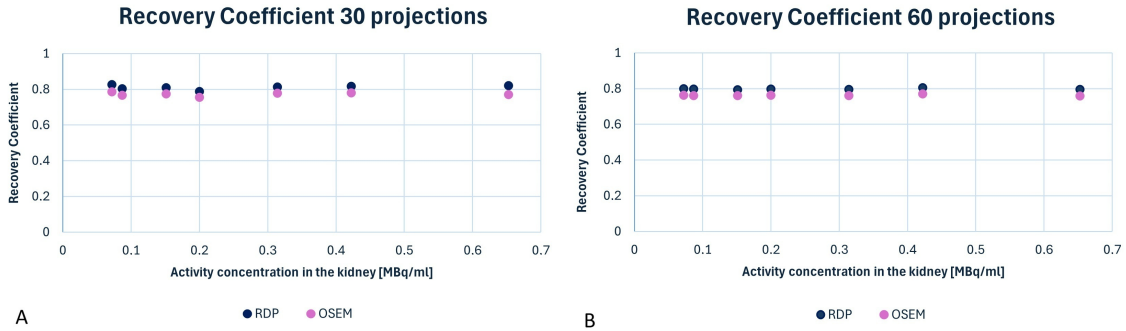 Recovery Coefficient 30 projections
Recovery Coefficient
1
0.8
0.6
0.4
0.2
0
0 0.1 0.2 0.3 0.4 0.5 0.6 0.7
Activity concentration in the kidney [MBq/ml]
RDP OSEM
A
Recovery Coefficient 60 projections
Recovery Coefficient
1
0.8
0.6
0.4
0.2
0
0 0.1 0.2 0.3 0.4 0.5 0.6 0.7
Activity concentration in the kidney [MBq/ml]
RDP OSEM
B